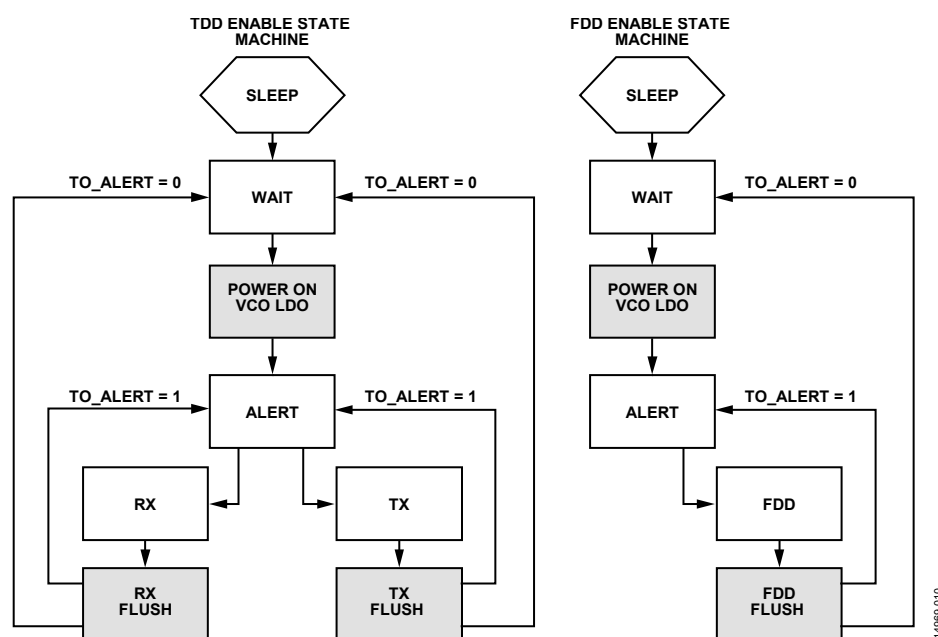 TDD ENABLE STATE
MACHINE
SLEEP
TO_ALERT = 0
WAIT
TO_ALERT = 0
POWER ON
VCO LDO
TO_ALERT = 1
ALERT
TO_ALERT = 1
RX
TX
RX
FLUSH
TX
FLUSH
FDD ENABLE STATE
MACHINE
SLEEP
WAIT
TO_ALERT = 0
POWER ON
VCO LDO
ALERT
TO_ALERT = 1
FDD
FDD
FLUSH